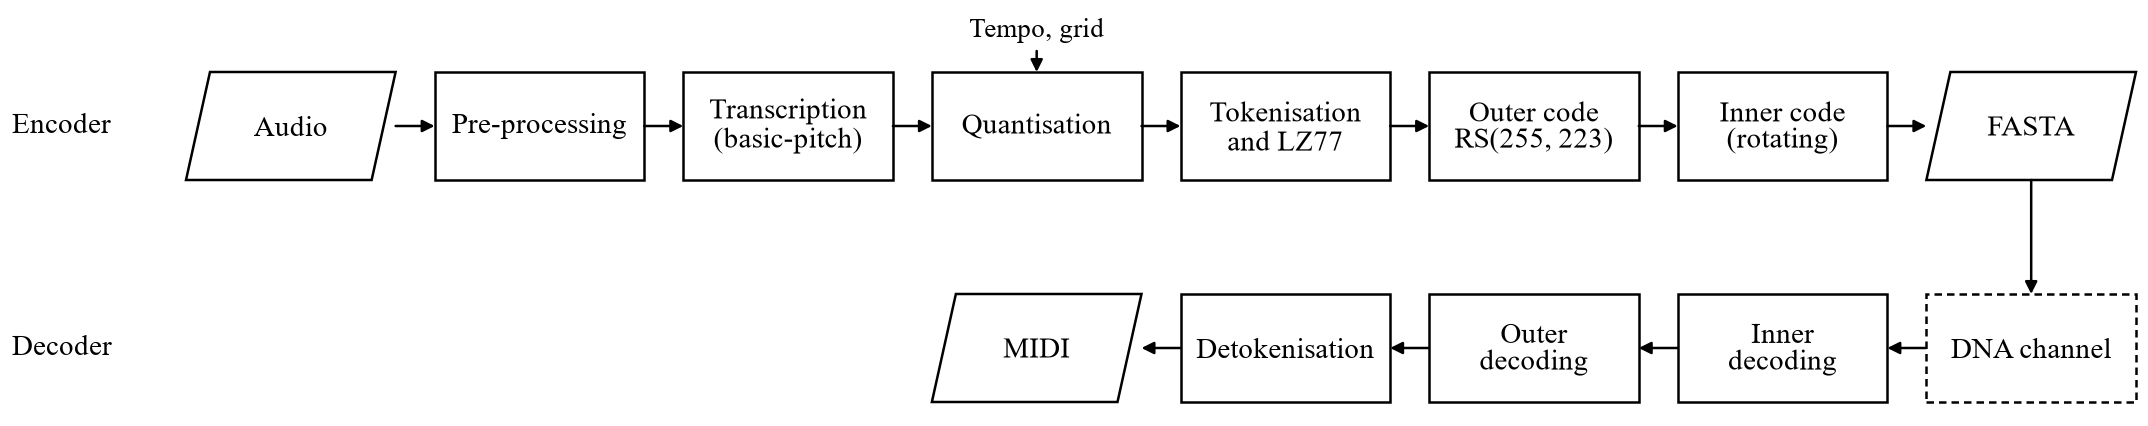 Tempo, grid
Encoder
Audio
Pre-processing
Transcription
(basic-pitch)
Quantisation
Tokenisation
and LZ77
Outer code
RS(255, 223)
Inner code
(rotating)
FASTA
Decoder
MIDI
Detokenisation
Outer
decoding
Inner
decoding
DNA channel